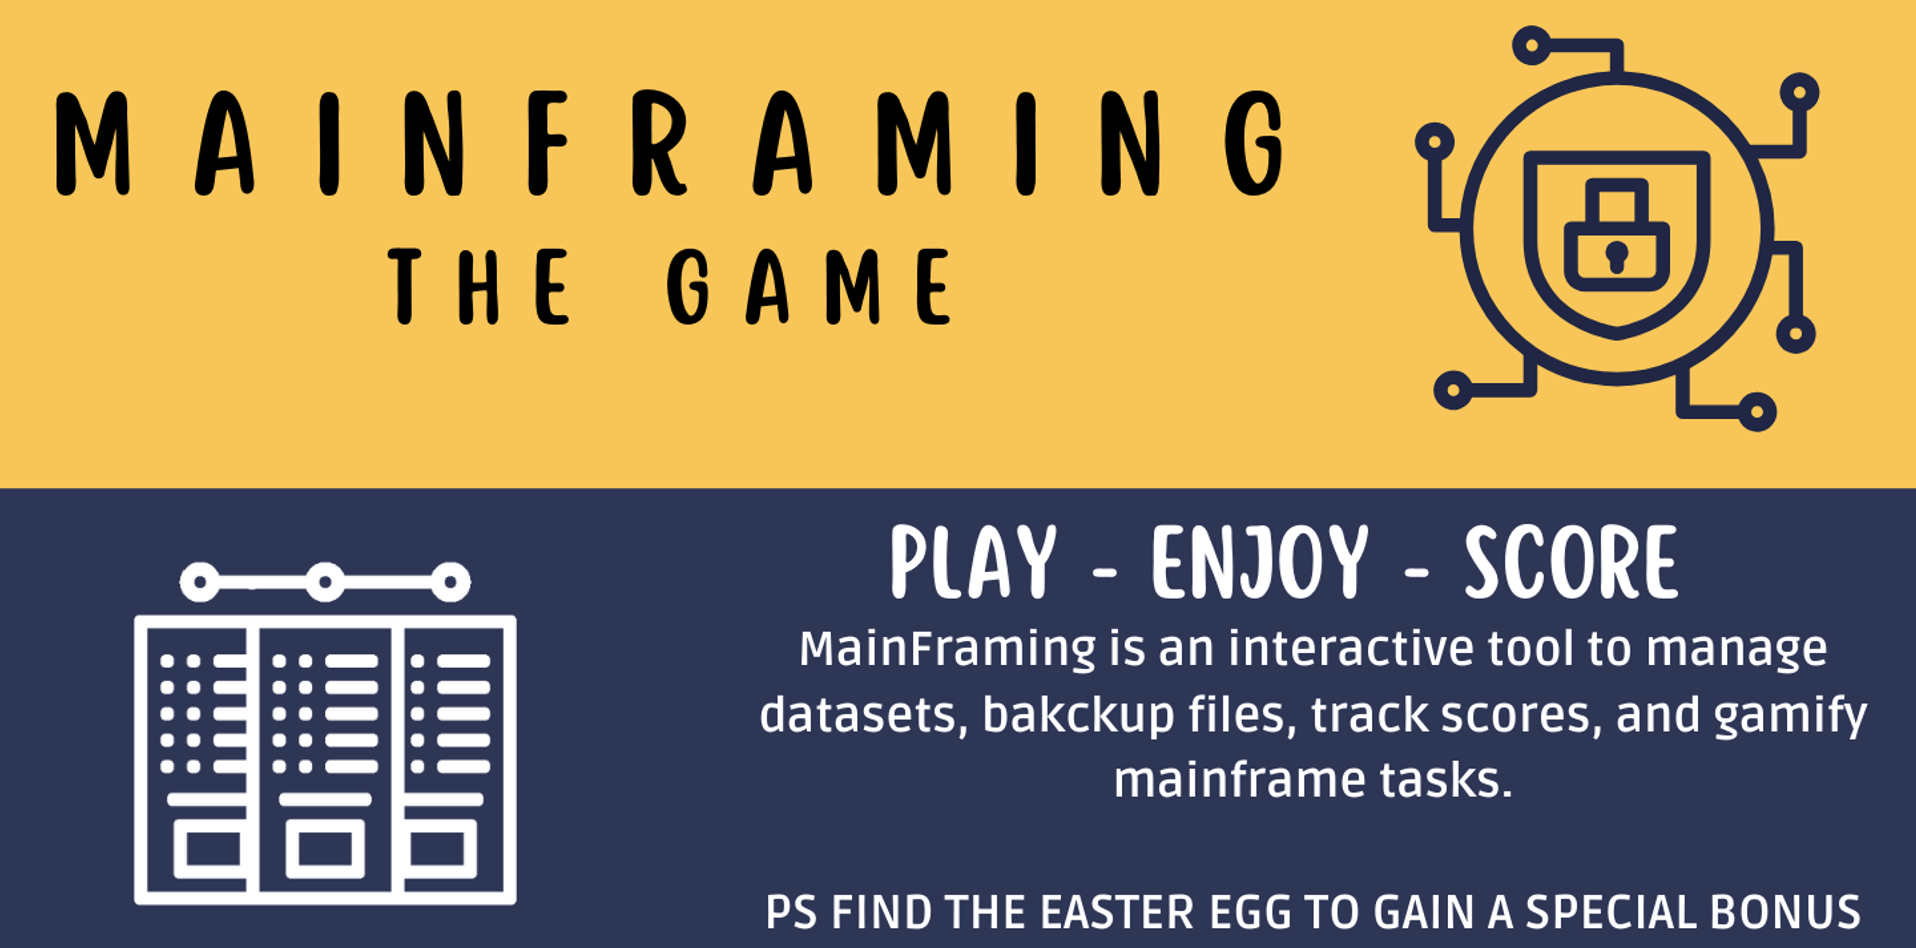 MAINFRAMING
THE GAME
PLAY - ENJOY - SCORE
MainFraming is an interactive tool to manage
datasets, bakckup files, track scores, and gamify
mainframe tasks.
PS FIND THE EASTER EGG TO GAIN A SPECIAL BONUS